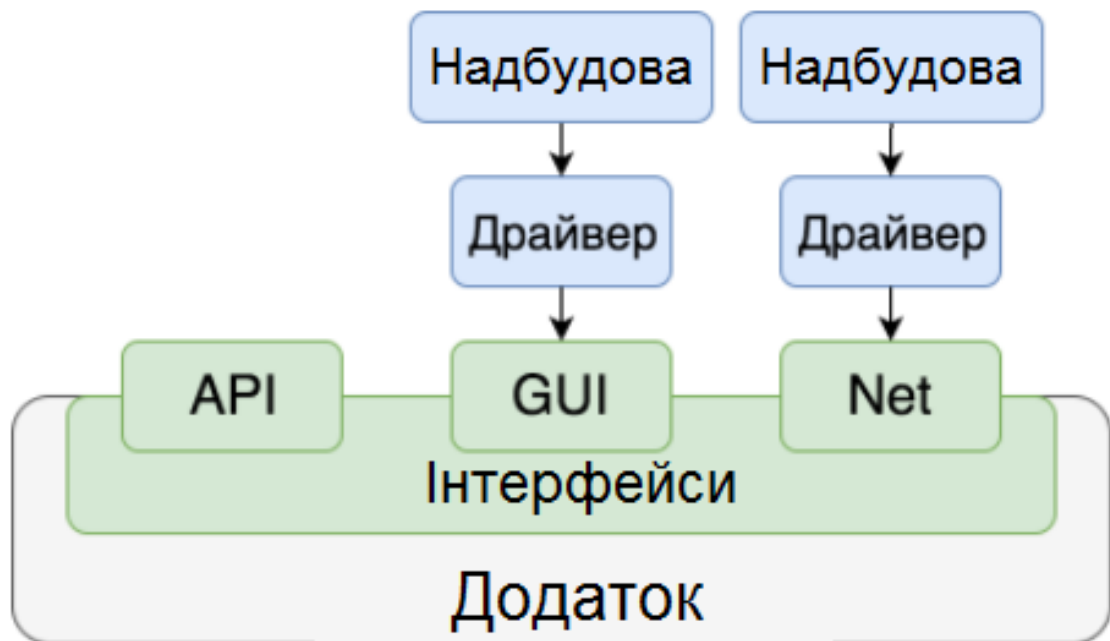 Надбудова
Надбудова
Драйвер
Драйвер
API
GUI
Net
Інтерфейси
Додаток